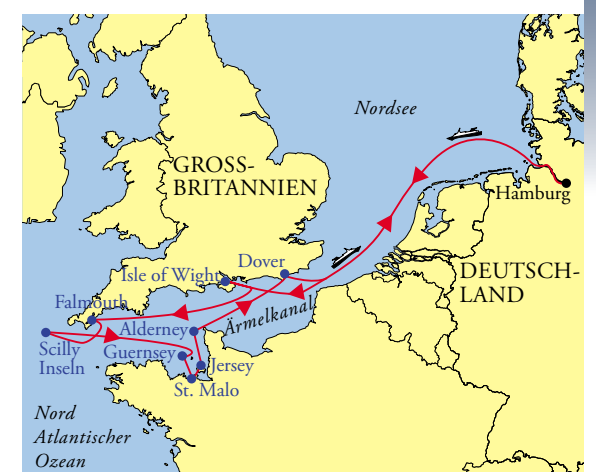 Nordsee
GROSS-
BRITANNIEN
Hamburg
Dover
Isle of Wight
DEUTSCH-
LAND
Falmouth
Ärmelkanal
Alderney
Scilly
Inseln
Guernsey
Jersey
St. Malo
Nord
Atlantischer
Ozean